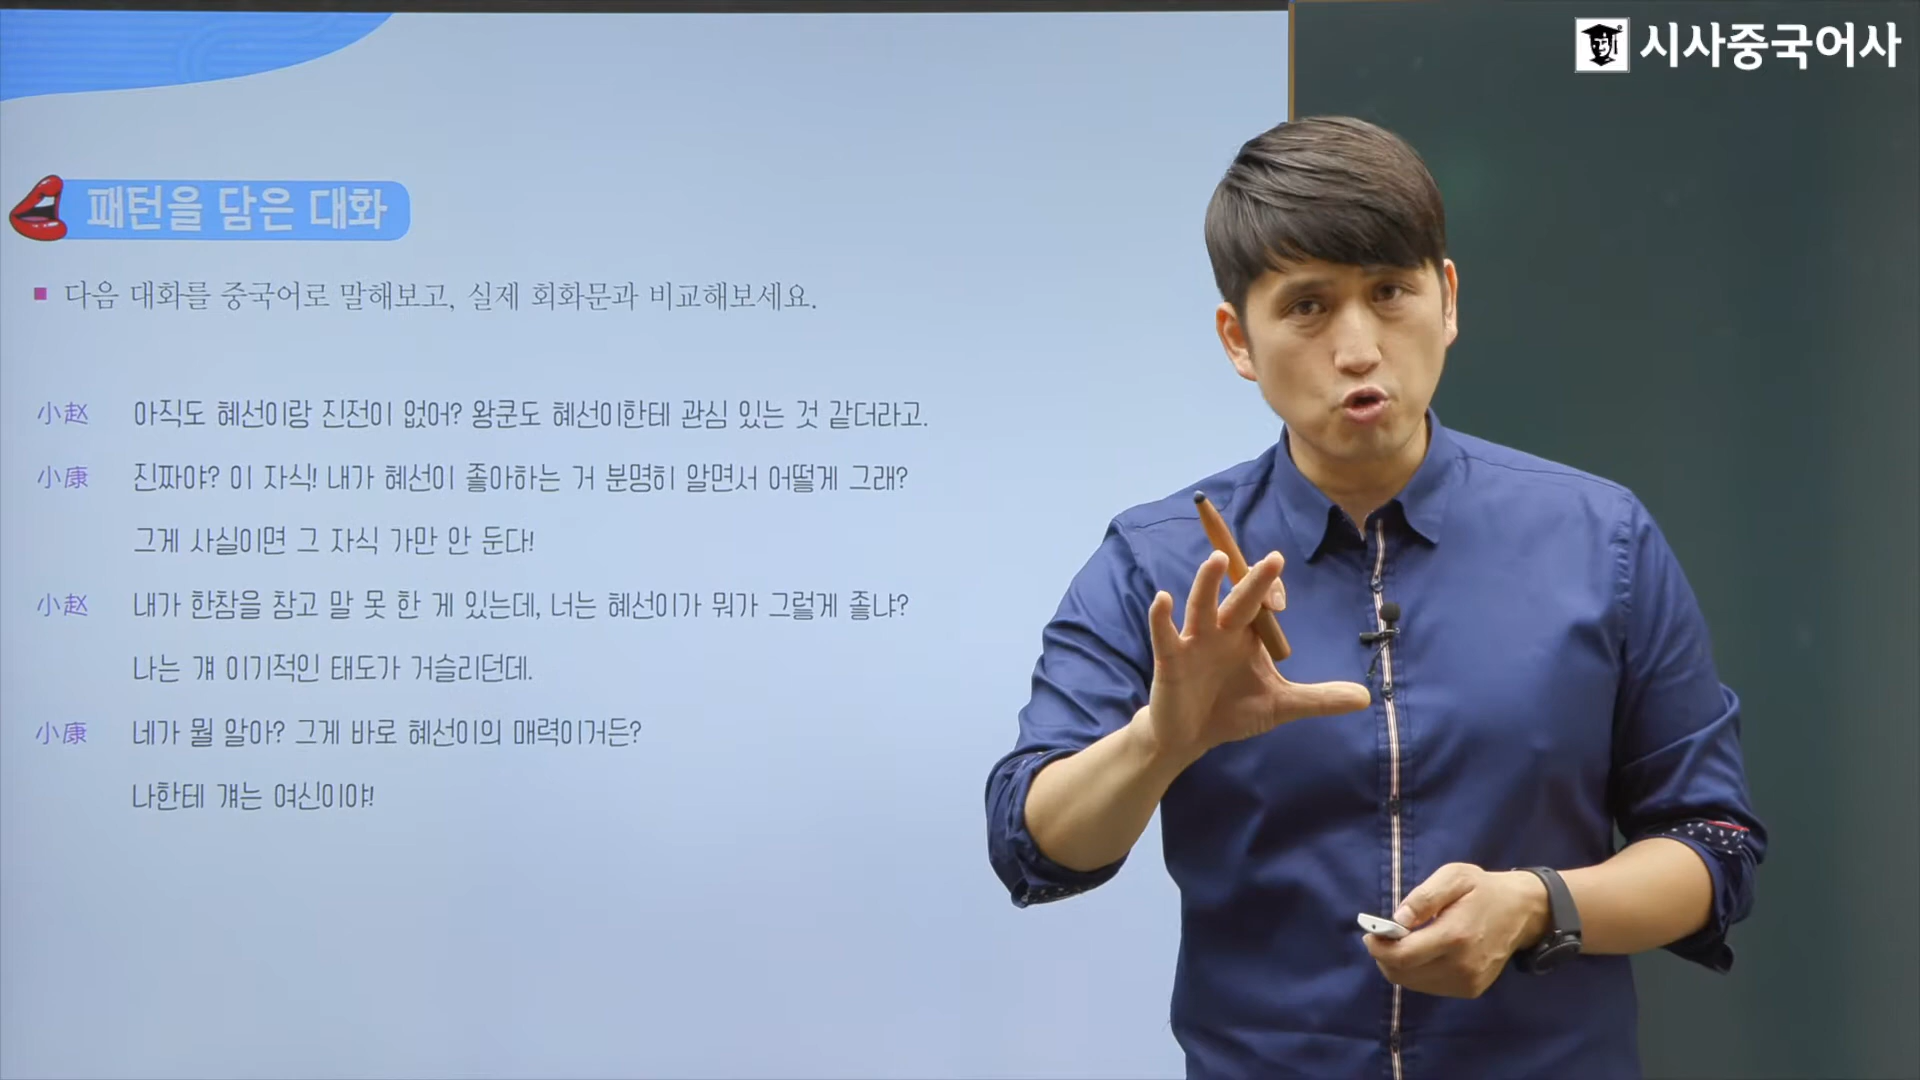 시사중국어사
패턴을 담은 대화
■ 다음 대화를 중국어로 말해보고, 실제 회화문과 비교해보세요.
小赵 아직도 혜선이랑 진전이 없어? 왕쿤도 혜선이한테 관심 있는 것 같더라고.
小康 진짜야? 이 자식! 내가 혜선이 좋아하는 거 분명히 알면서 어떻게 그래?
그게 사실이면 그 자식 가만 안 둔다!
小赵 내가 한참을 참고 말 못 한 게 있는데, 너는 혜선이가 뭐가 그렇게 좋냐?
나는 걔 이기적인 태도가 거슬리던데.
小康 네가 뭘 알아? 그게 바로 혜선이의 매력이거든?
나한테 걔는 여신이야!